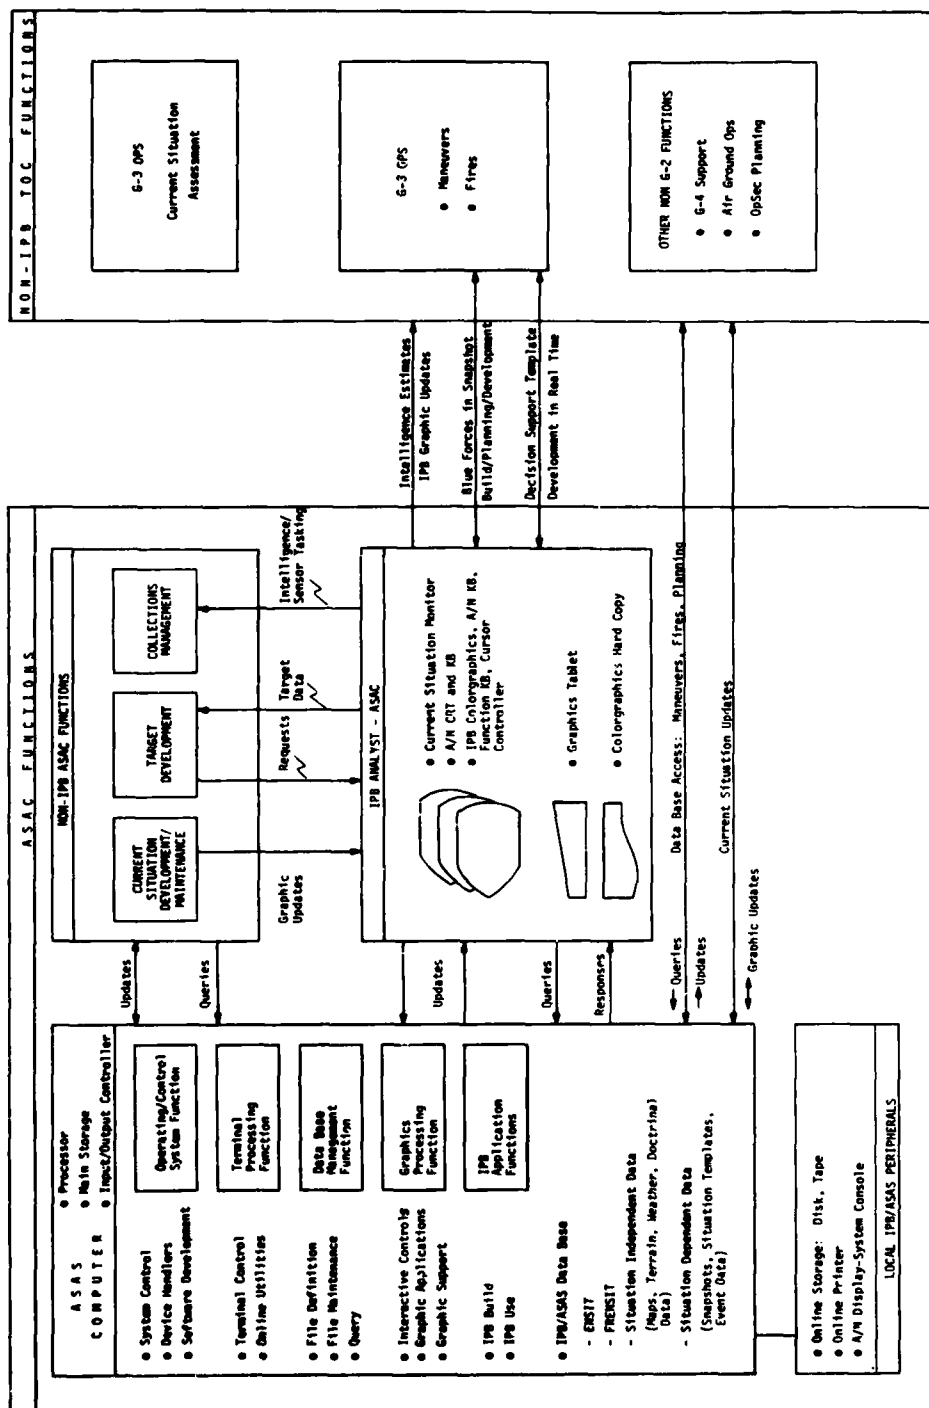 ASAC FUNCTIONS
NON-IPB TOC FUNCTIONS
ASAS
COMPUTER
● Processor
● Main Storage
● Input/Output Controller
● System Control
● Device Handlers
● Software Development
Operating/Control
System Function
● Terminal Control
● Online Utilities
Terminal
Processing
Function
● File Definition
● File Maintenance
● Query
Data Base
Management
Function
● Interactive Controls
● Graphic Applications
● Graphic Support
Graphics
Processing
Function
● IPB Build
● IPB Use
IPB
Application
Functions
● IPB/ASAS Data Base
- ENSIT
- FRENSIT
- Situation Independent Data
(Maps, Terrain, Weather, Doctrinal
Data)
- Situation Dependent Data
(Snapshots, Situation Templates,
Event Data)
● Online Storage: Disk, Tape
● Online Printer
● A/N Display-System Console
LOCAL IPB/ASAS PERIPHERALS
Updates
Queries
Updates
Queries
Responses
NON-IPB ASAC FUNCTIONS
CURRENT
SITUATION
DEVELOPMENT/
MAINTENANCE
TARGET
DEVELOPMENT
COLLECTIONS
MANAGEMENT
Graphic
Updates
Requests
Target
Data
Intelligence/
Sensor Tasking
IPB ANALYST - ASAC
● Current Situation Monitor
● A/N CRT and KB
● IPB Colorgraphics, A/N KB,
Function KB, Cursor
Controller
● Graphics Tablet
● Colorgraphics Hard Copy
Intelligence Estimates
IPB Graphic Updates
Blue Forces in Snapshot
Build/Planning/Development
Decision Support Template
Development in Real Time
Queries
Updates
Data Base Access: Maneuvers, Fires, Planning
Current Situation Updates
Graphic Updates
G-3 OPS
Current Situation
Assessment
G-3 GPS
● Maneuvers
● Fires
OTHER NON G-2 FUNCTIONS
● G-4 Support
● Air Ground Ops
● OpSec Planning